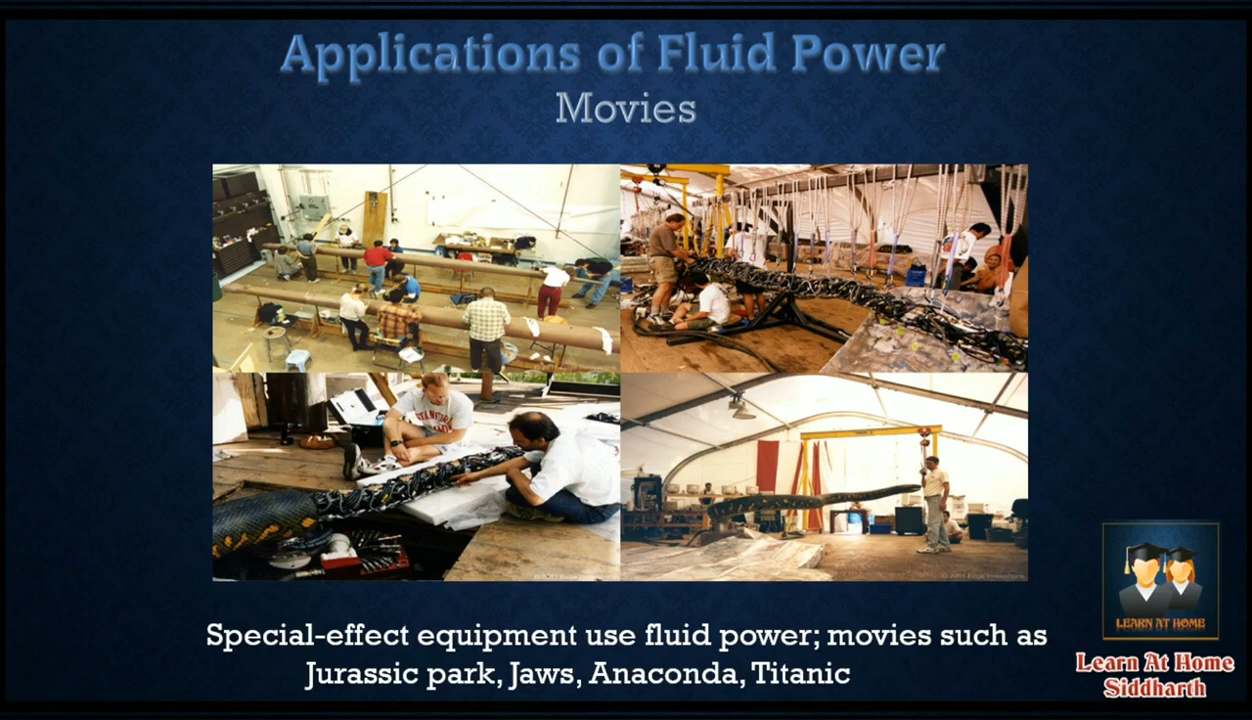 Applications of Fluid Power
Movies
Special-effect equipment use fluid power; movies such as
Jurassic park, Jaws, Anaconda, Titanic
LEARN AT HOME
Learn At Home
Siddharth